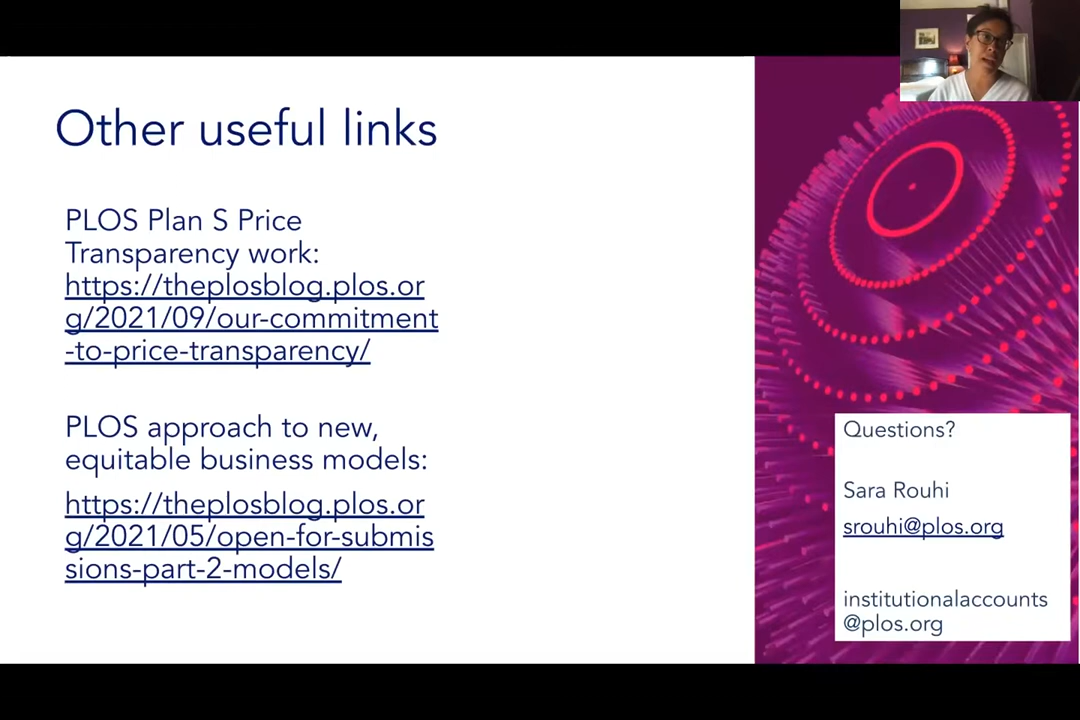 Other useful links
PLOS Plan S Price
Transparency work:
https://theplosblog.plos.or
g/2021/09/our-commitment
-to-price-transparency/
PLOS approach to new,
equitable business models:
https://theplosblog.plos.or
g/2021/05/open-for-submis
sions-part-2-models/
Questions?
Sara Rouhi
srouhi@plos.org
institutionalaccounts
@plos.org